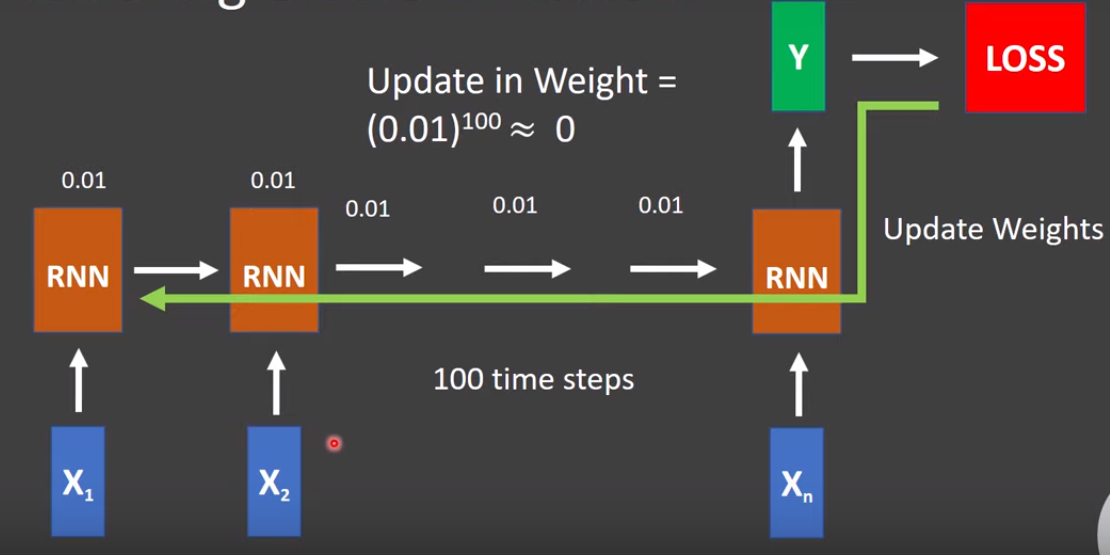 Update in Weight =
(0.01)¹⁰⁰ ≈ 0
Y
LOSS
0.01
0.01
0.01
0.01
0.01
Update Weights
RNN
RNN
RNN
100 time steps
X₁
X₂
Xₙ